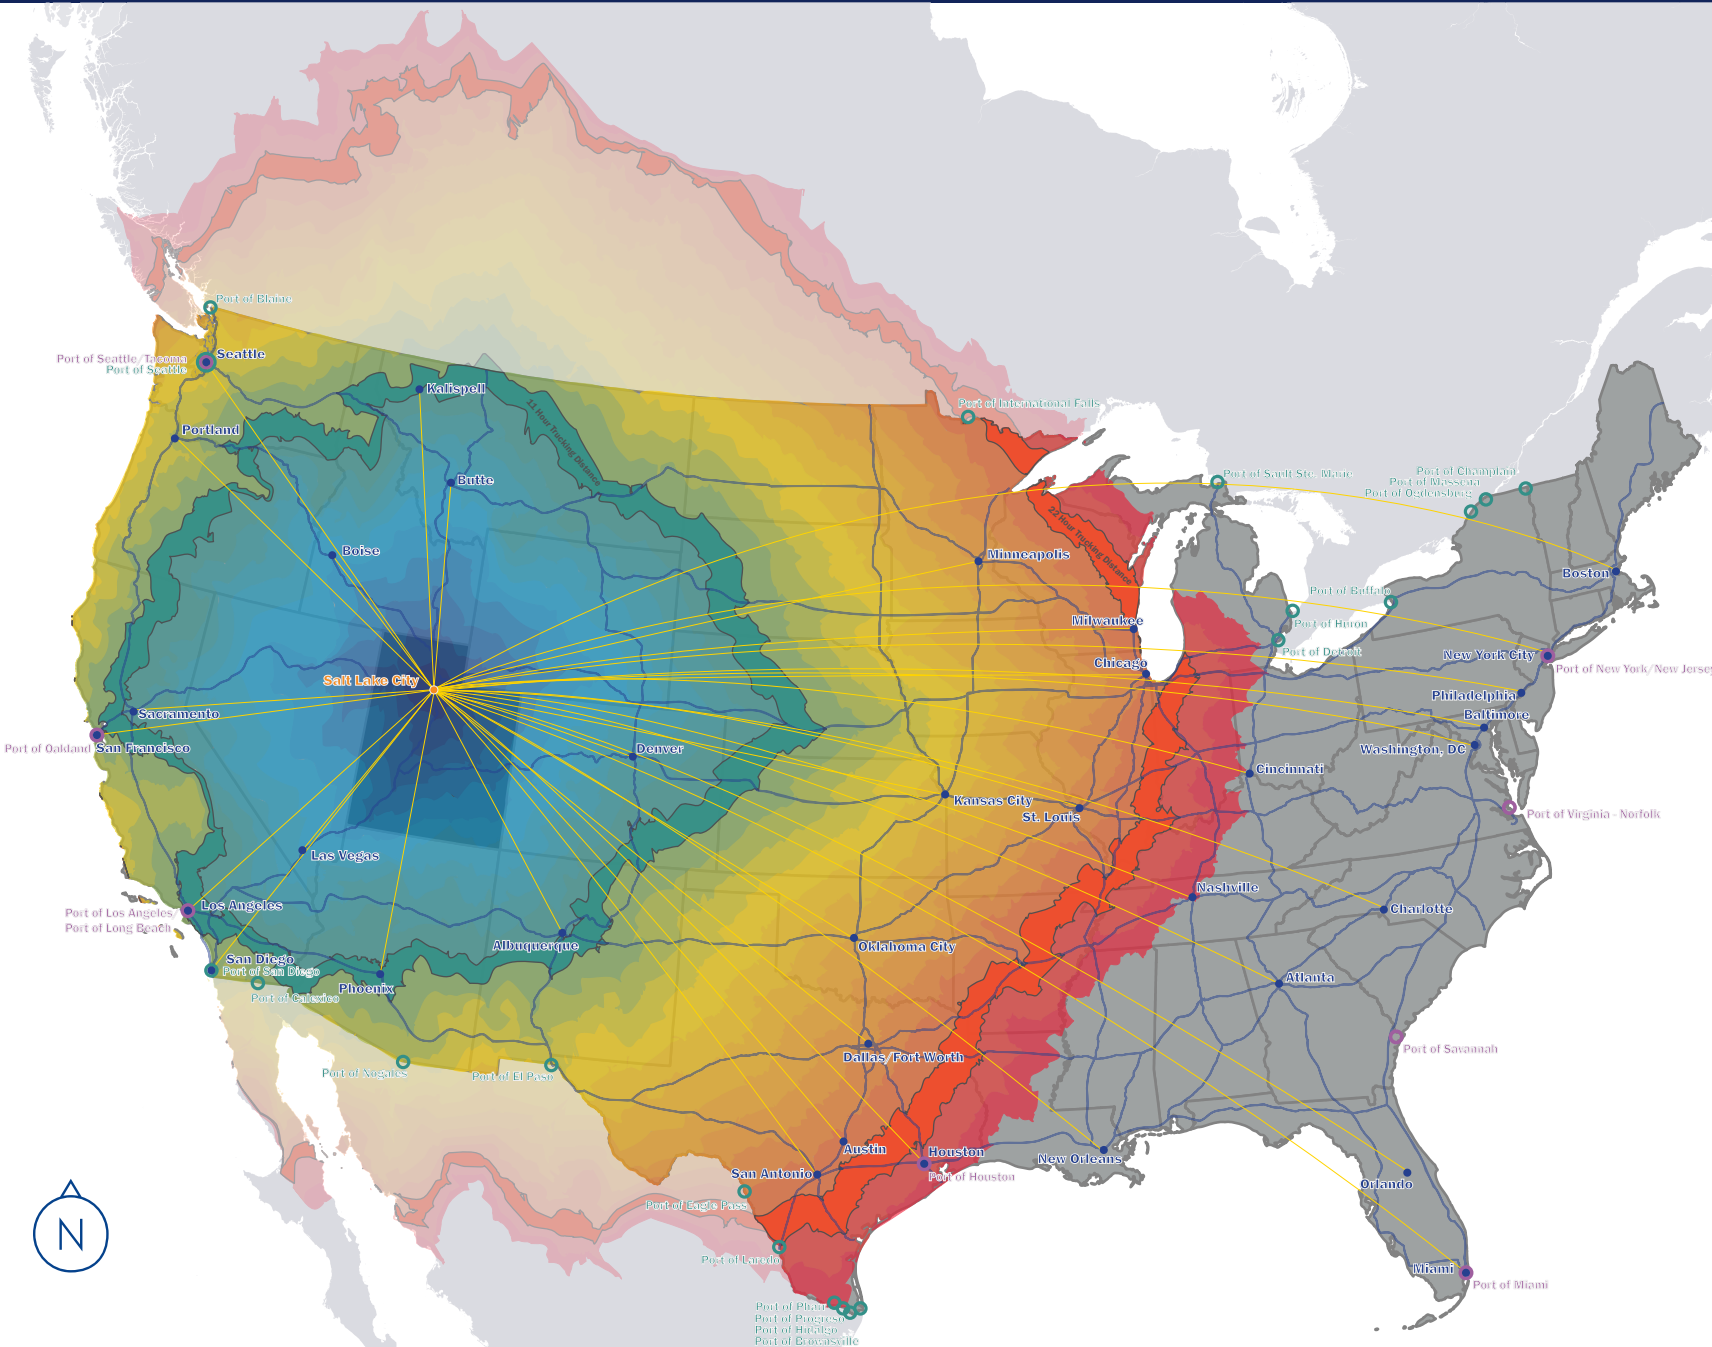 Port of Blaine
Port of Seattle/Tacoma
Port of Seattle
Seattle
Kalispell
11 Hour Trucking Distance
Port of International Falls
Portland
Butte
Port of Sault Ste. Marie
Port of Champlain
Port of Massena
Port of Ogdensburg
22 Hour Trucking Distance
Boise
Minneapolis
Boston
Port of Buffalo
Milwaukee
Port of Huron
Port of Detroit
New York City
Port of New York/New Jersey
Chicago
Salt Lake City
Philadelphia
Sacramento
Baltimore
Port of Oakland
San Francisco
Denver
Washington, DC
Cincinnati
Kansas City
St. Louis
Port of Virginia - Norfolk
Las Vegas
Nashville
Los Angeles
Port of Los Angeles/
Port of Long Beach
Charlotte
Albuquerque
Oklahoma City
San Diego
Port of San Diego
Port of Calexico
Phoenix
Atlanta
Port of Savannah
Dallas/Fort Worth
Port of Nogales
Port of El Paso
Austin
Houston
Port of Houston
New Orleans
San Antonio
Orlando
Port of Eagle Pass
Port of Laredo
Miami
Port of Miami
Port of Pharr
Port of Progreso
Port of Hidalgo
Port of Brownsville
N